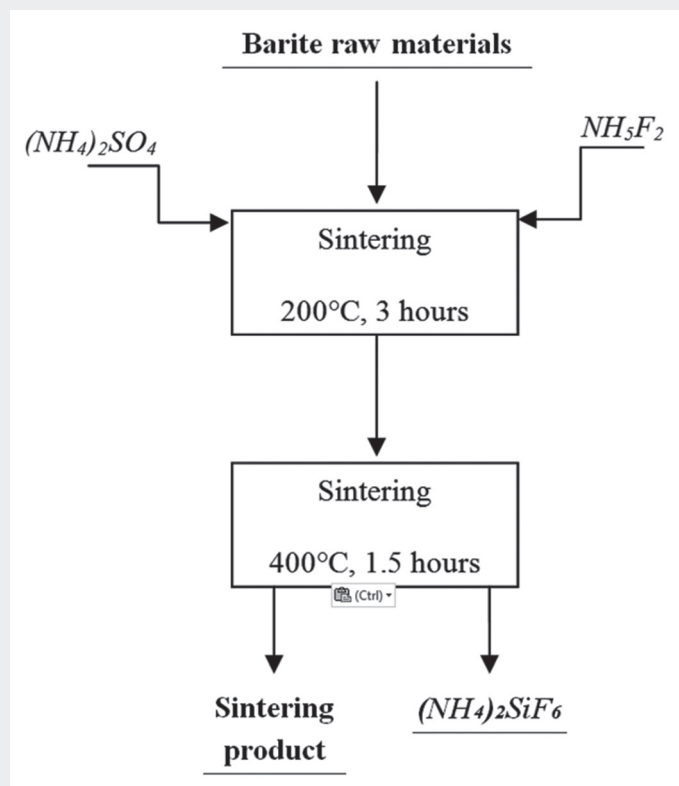 Barite raw materials
(NH₄)₂SO₄
NH₅F₂
Sintering
200°C, 3 hours
Sintering
400°C, 1.5 hours
(Ctrl)
Sintering
product
(NH₄)₂SiF₆